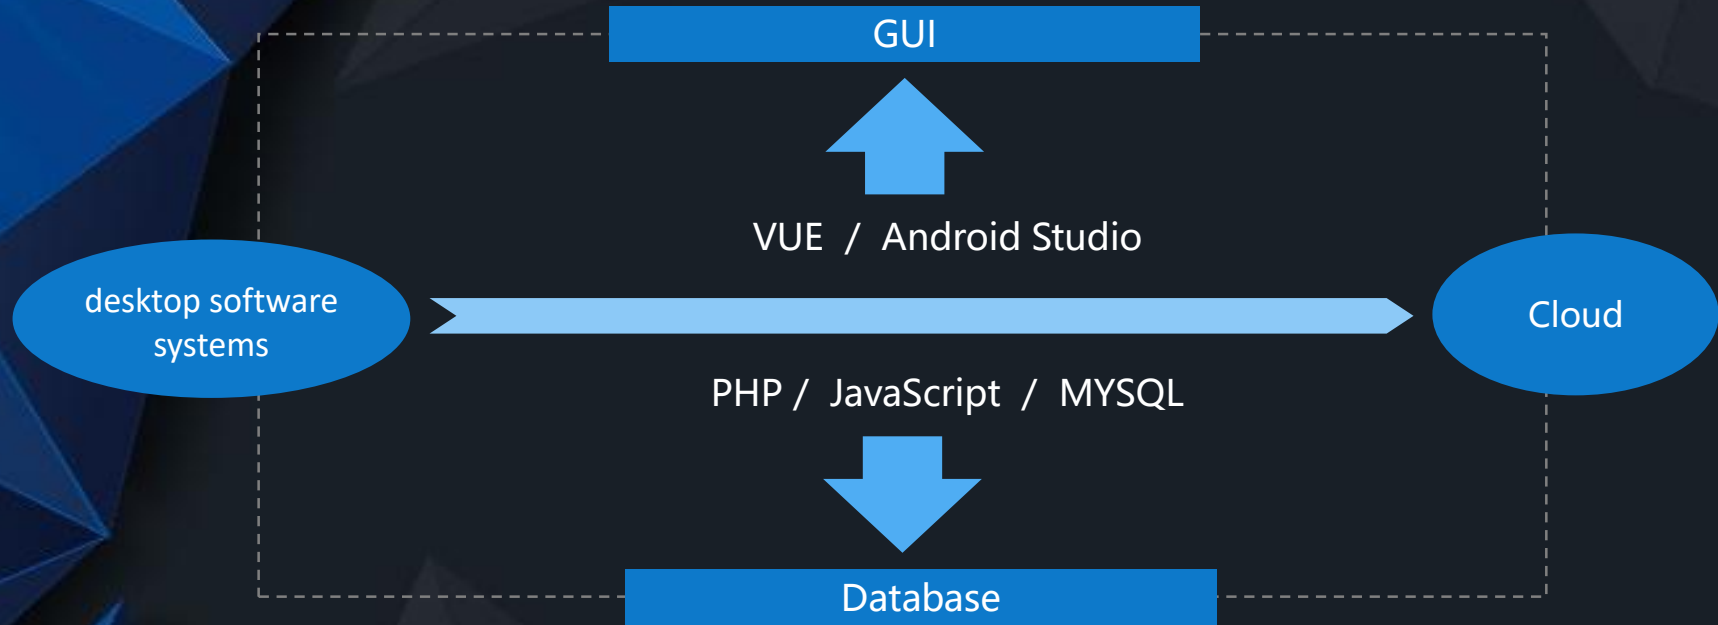 GUI
VUE / Android Studio
desktop software
systems
Cloud
PHP / JavaScript / MYSQL
Database